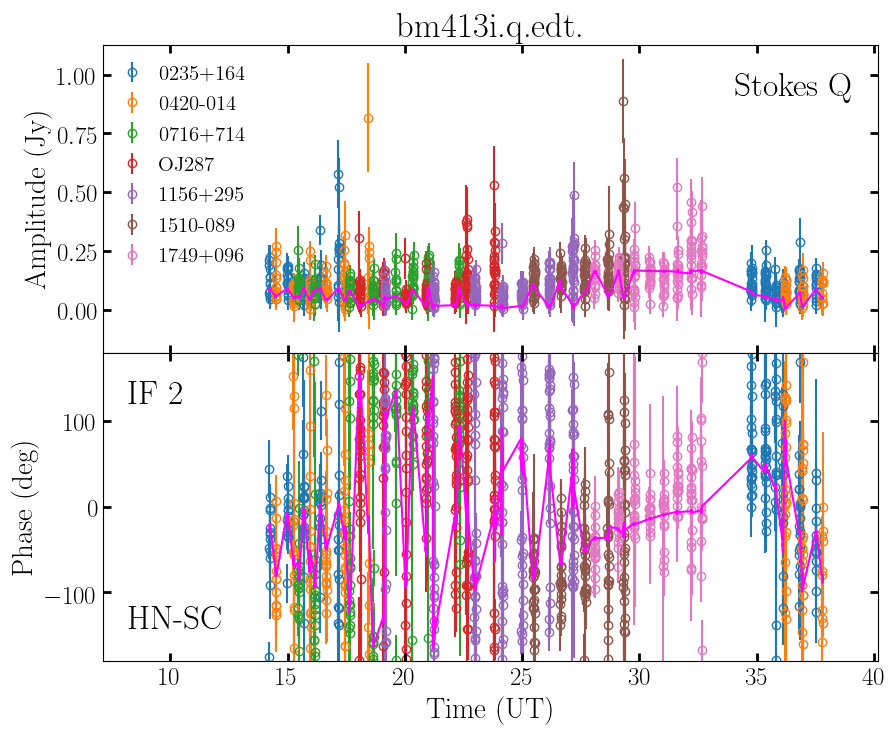 bm413i.q.edt.
Stokes Q
0235+164
0420-014
0716+714
OJ287
1156+295
1510-089
1749+096
1.00
0.75
0.50
0.25
0.00
Amplitude (Jy)
IF 2
HN-SC
100
0
−100
Phase (deg)
10 15 20 25 30 35 40
Time (UT)